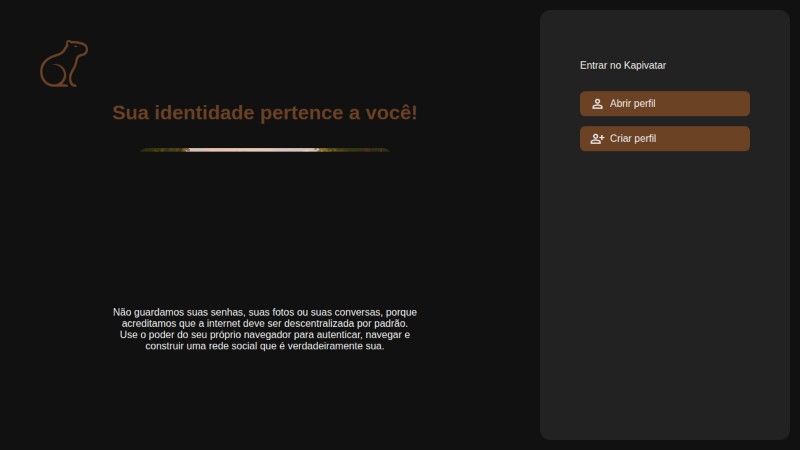 Sua identidade pertence a você!
Não guardamos suas senhas, suas fotos ou suas conversas, porque
acreditamos que a internet deve ser descentralizada por padrão.
Use o poder do seu próprio navegador para autenticar, navegar e
construir uma rede social que é verdadeiramente sua.
Entrar no Kapivatar
Abrir perfil
Criar perfil